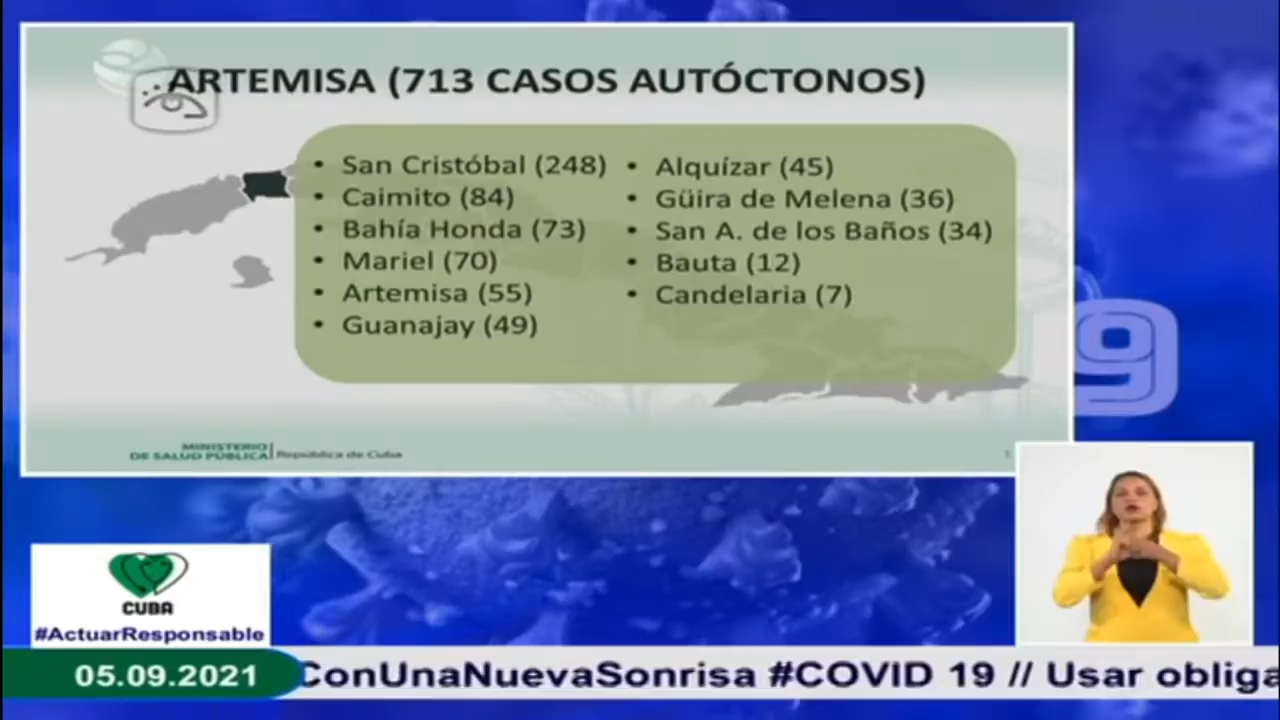 ARTEMISA (713 CASOS AUTÓCTONOS)
• San Cristóbal (248)
• Caimito (84)
• Bahía Honda (73)
• Mariel (70)
• Artemisa (55)
• Guanajay (49)
• Alquízar (45)
• Güira de Melena (36)
• San A. de los Baños (34)
• Bauta (12)
• Candelaria (7)
MINISTERIO
DE SALUD PÚBLICA
República de Cuba
9
CUBA
#ActuarResponsable
05.09.2021
ConUnaNuevaSonrisa #COVID 19 // Usar obliga